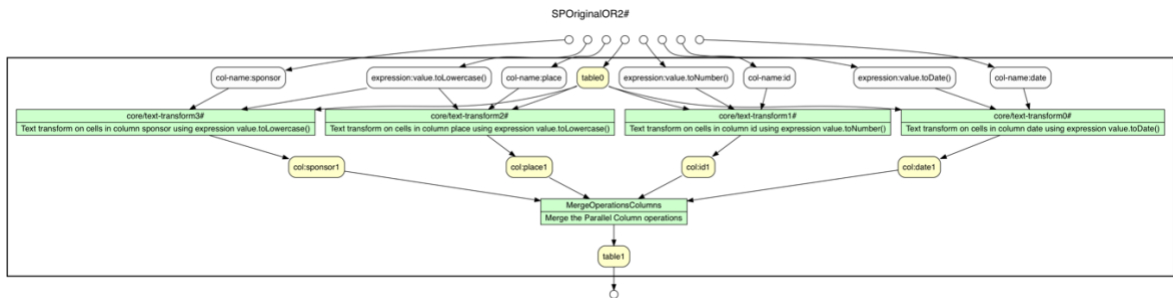 SPOriginalOR2#
col-name:sponsor
expression:value.toLowercase()
col-name:place
table0
expression:value.toNumber()
col-name:id
expression:value.toDate()
col-name:date
core/text-transform3#
Text transform on cells in column sponsor using expression value.toLowercase()
core/text-transform2#
Text transform on cells in column place using expression value.toLowercase()
core/text-transform1#
Text transform on cells in column id using expression value.toNumber()
core/text-transform0#
Text transform on cells in column date using expression value.toDate()
col:sponsor1
col:place1
col:id1
col:date1
MergeOperationsColumns
Merge the Parallel Column operations
table1